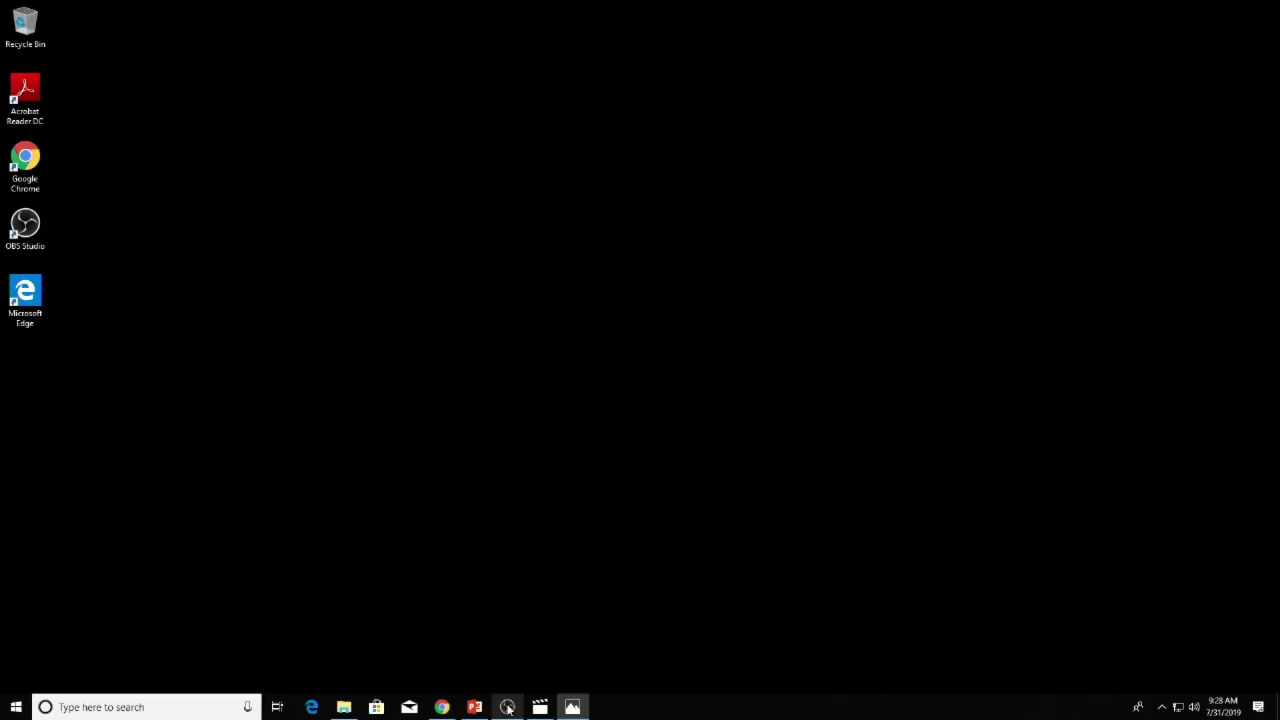 Recycle Bin
Acrobat
Reader DC
Google
Chrome
OBS Studio
Microsoft
Edge
Type here to search
9:28 AM
7/31/2019